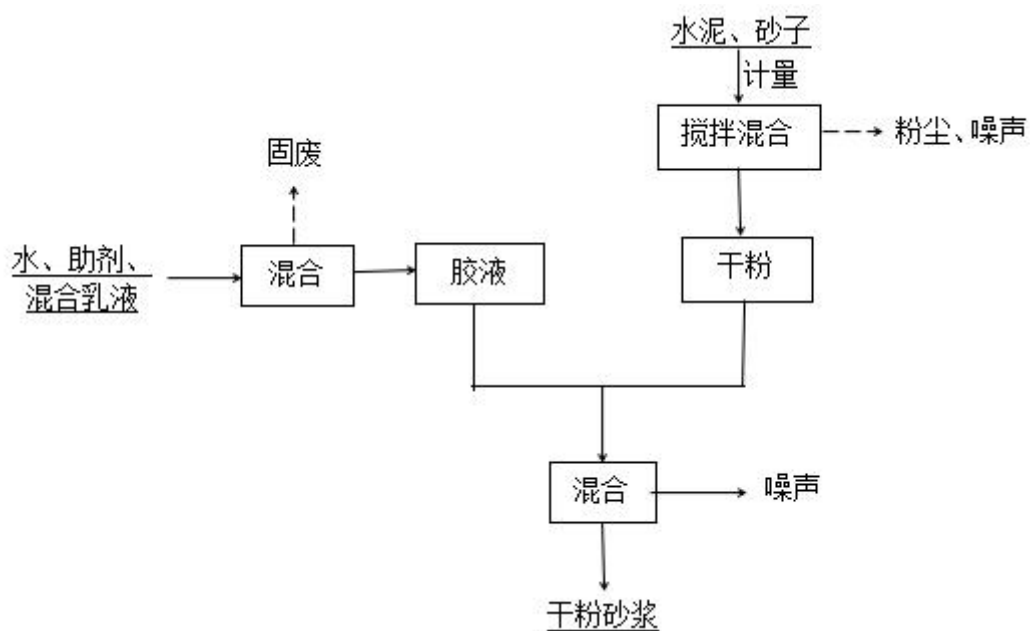 水泥、砂子
计量
搅拌混合
粉尘、噪声
固废
水、助剂、
混合乳液
混合
胶液
干粉
混合
噪声
干粉砂浆